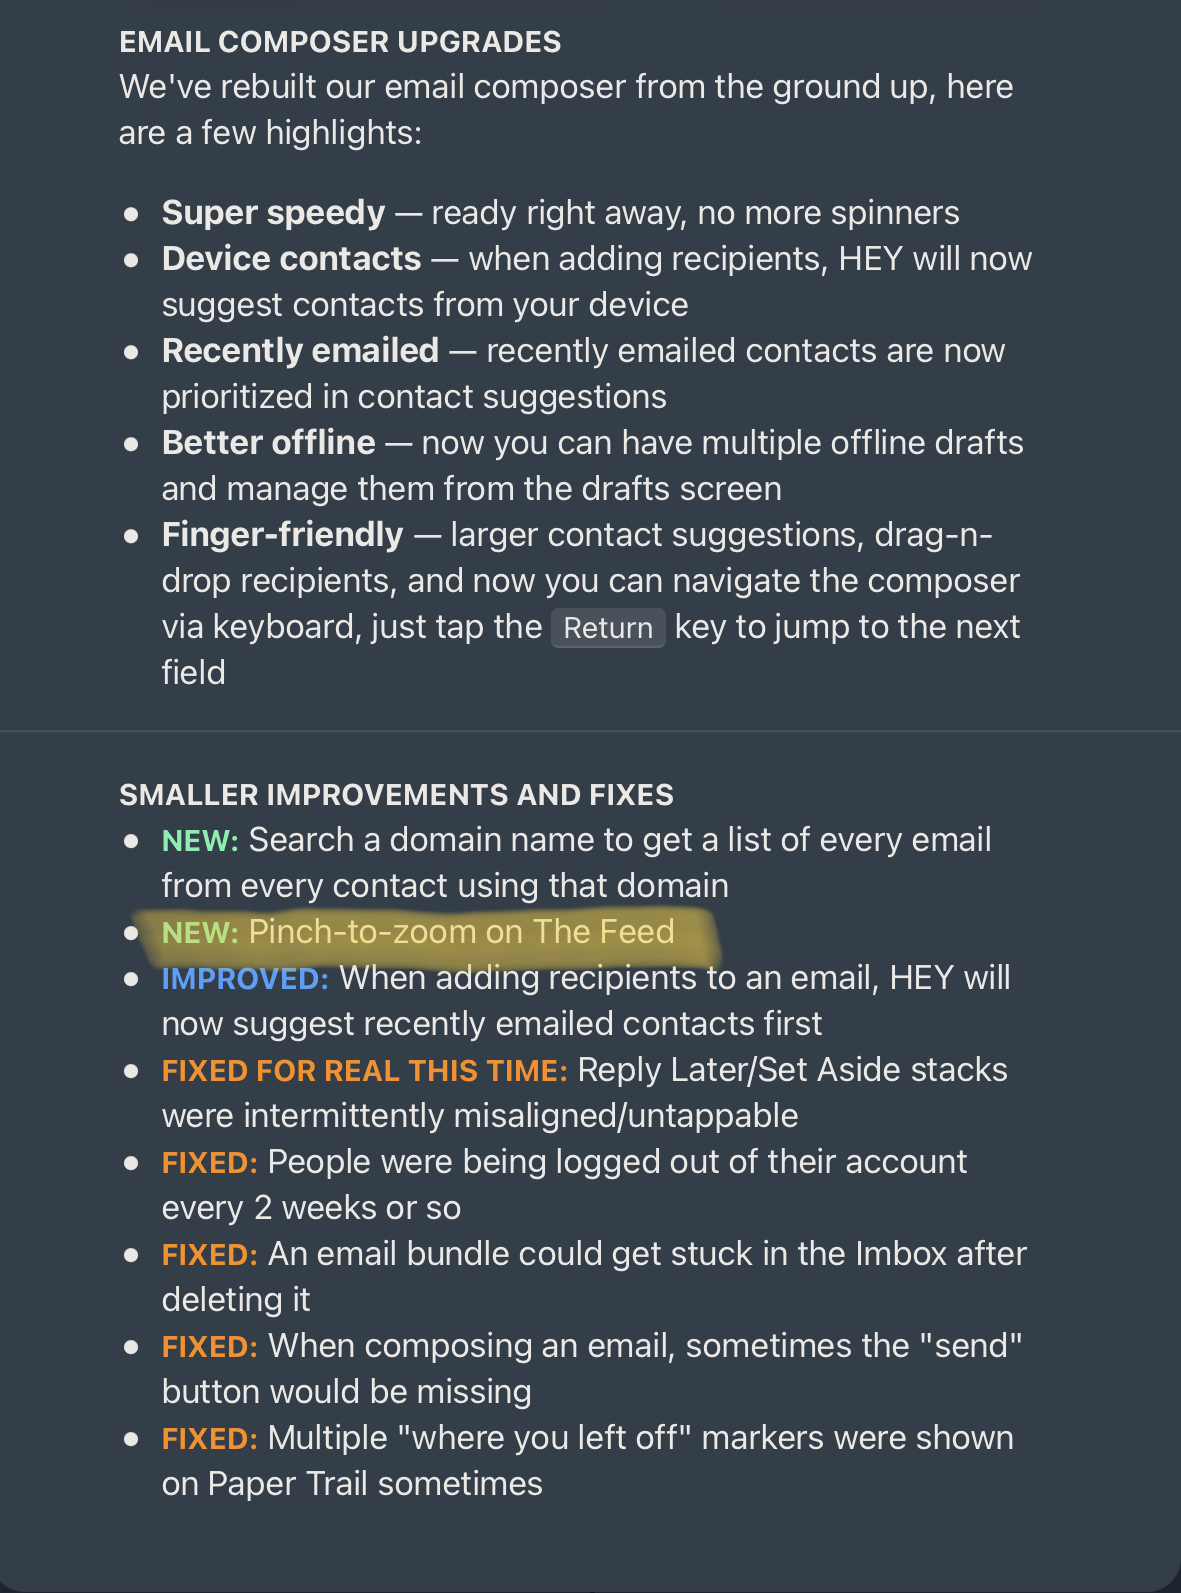 EMAIL COMPOSER UPGRADES
We've rebuilt our email composer from the ground up, here
are a few highlights:
• Super speedy — ready right away, no more spinners
• Device contacts — when adding recipients, HEY will now
suggest contacts from your device
• Recently emailed — recently emailed contacts are now
prioritized in contact suggestions
• Better offline — now you can have multiple offline drafts
and manage them from the drafts screen
• Finger-friendly — larger contact suggestions, drag-n-
drop recipients, and now you can navigate the composer
via keyboard, just tap the Return key to jump to the next
field
SMALLER IMPROVEMENTS AND FIXES
• NEW: Search a domain name to get a list of every email
from every contact using that domain
• NEW: Pinch-to-zoom on The Feed
• IMPROVED: When adding recipients to an email, HEY will
now suggest recently emailed contacts first
• FIXED FOR REAL THIS TIME: Reply Later/Set Aside stacks
were intermittently misaligned/untappable
• FIXED: People were being logged out of their account
every 2 weeks or so
• FIXED: An email bundle could get stuck in the Imbox after
deleting it
• FIXED: When composing an email, sometimes the "send"
button would be missing
• FIXED: Multiple "where you left off" markers were shown
on Paper Trail sometimes